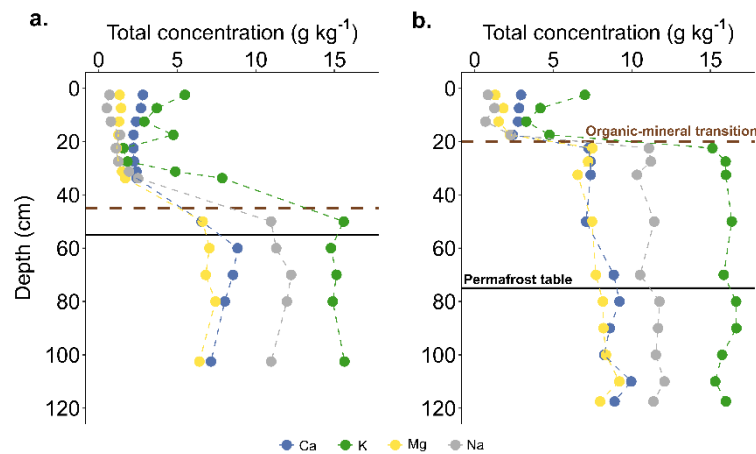 a.
Total concentration (g kg⁻¹)
0 5 10 15
b.
Total concentration (g kg⁻¹)
0 5 10 15
Depth (cm)
0
20
40
60
80
100
120
0
20
40
60
80
100
120
Organic-mineral transition
Permafrost table
Ca K Mg Na